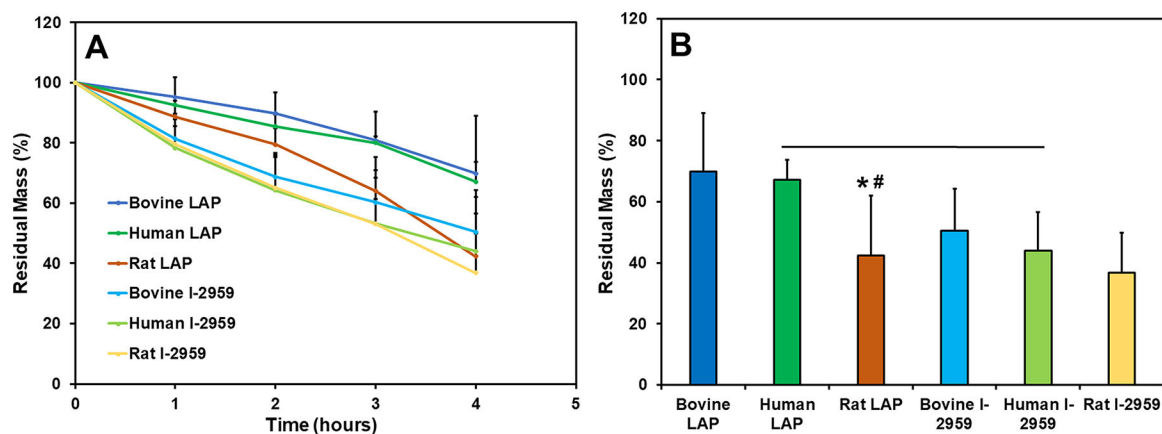 A
Residual Mass (%)
120
100
80
60
40
20
0
Bovine LAP
Human LAP
Rat LAP
Bovine I-2959
Human I-2959
Rat I-2959
0 1 2 3 4 5
Time (hours)
B
Residual Mass (%)
120
100
80
60
40
20
0
*#
Bovine LAP
Human LAP
Rat LAP
Bovine I-2959
Human I-2959
Rat I-2959